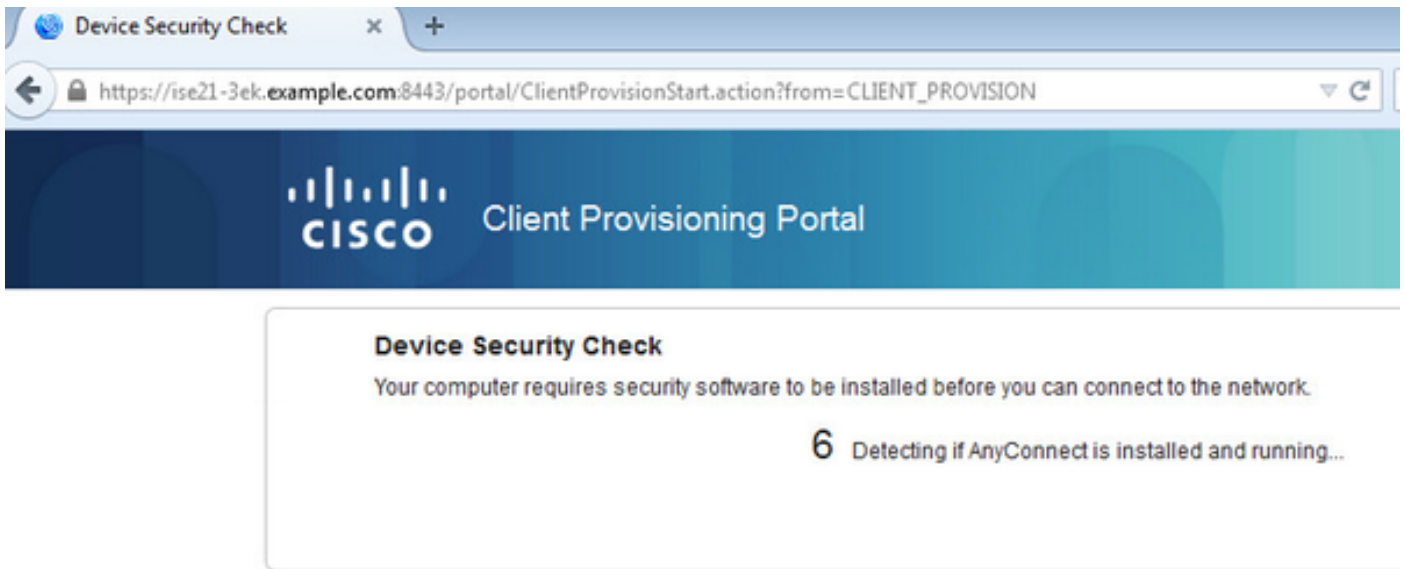 Device Security Check
https://ise21-3ek.example.com:8443/portal/ClientProvisionStart.action?from=CLIENT_PROVISION
CISCO Client Provisioning Portal
Device Security Check
Your computer requires security software to be installed before you can connect to the network.
6 Detecting if AnyConnect is installed and running...